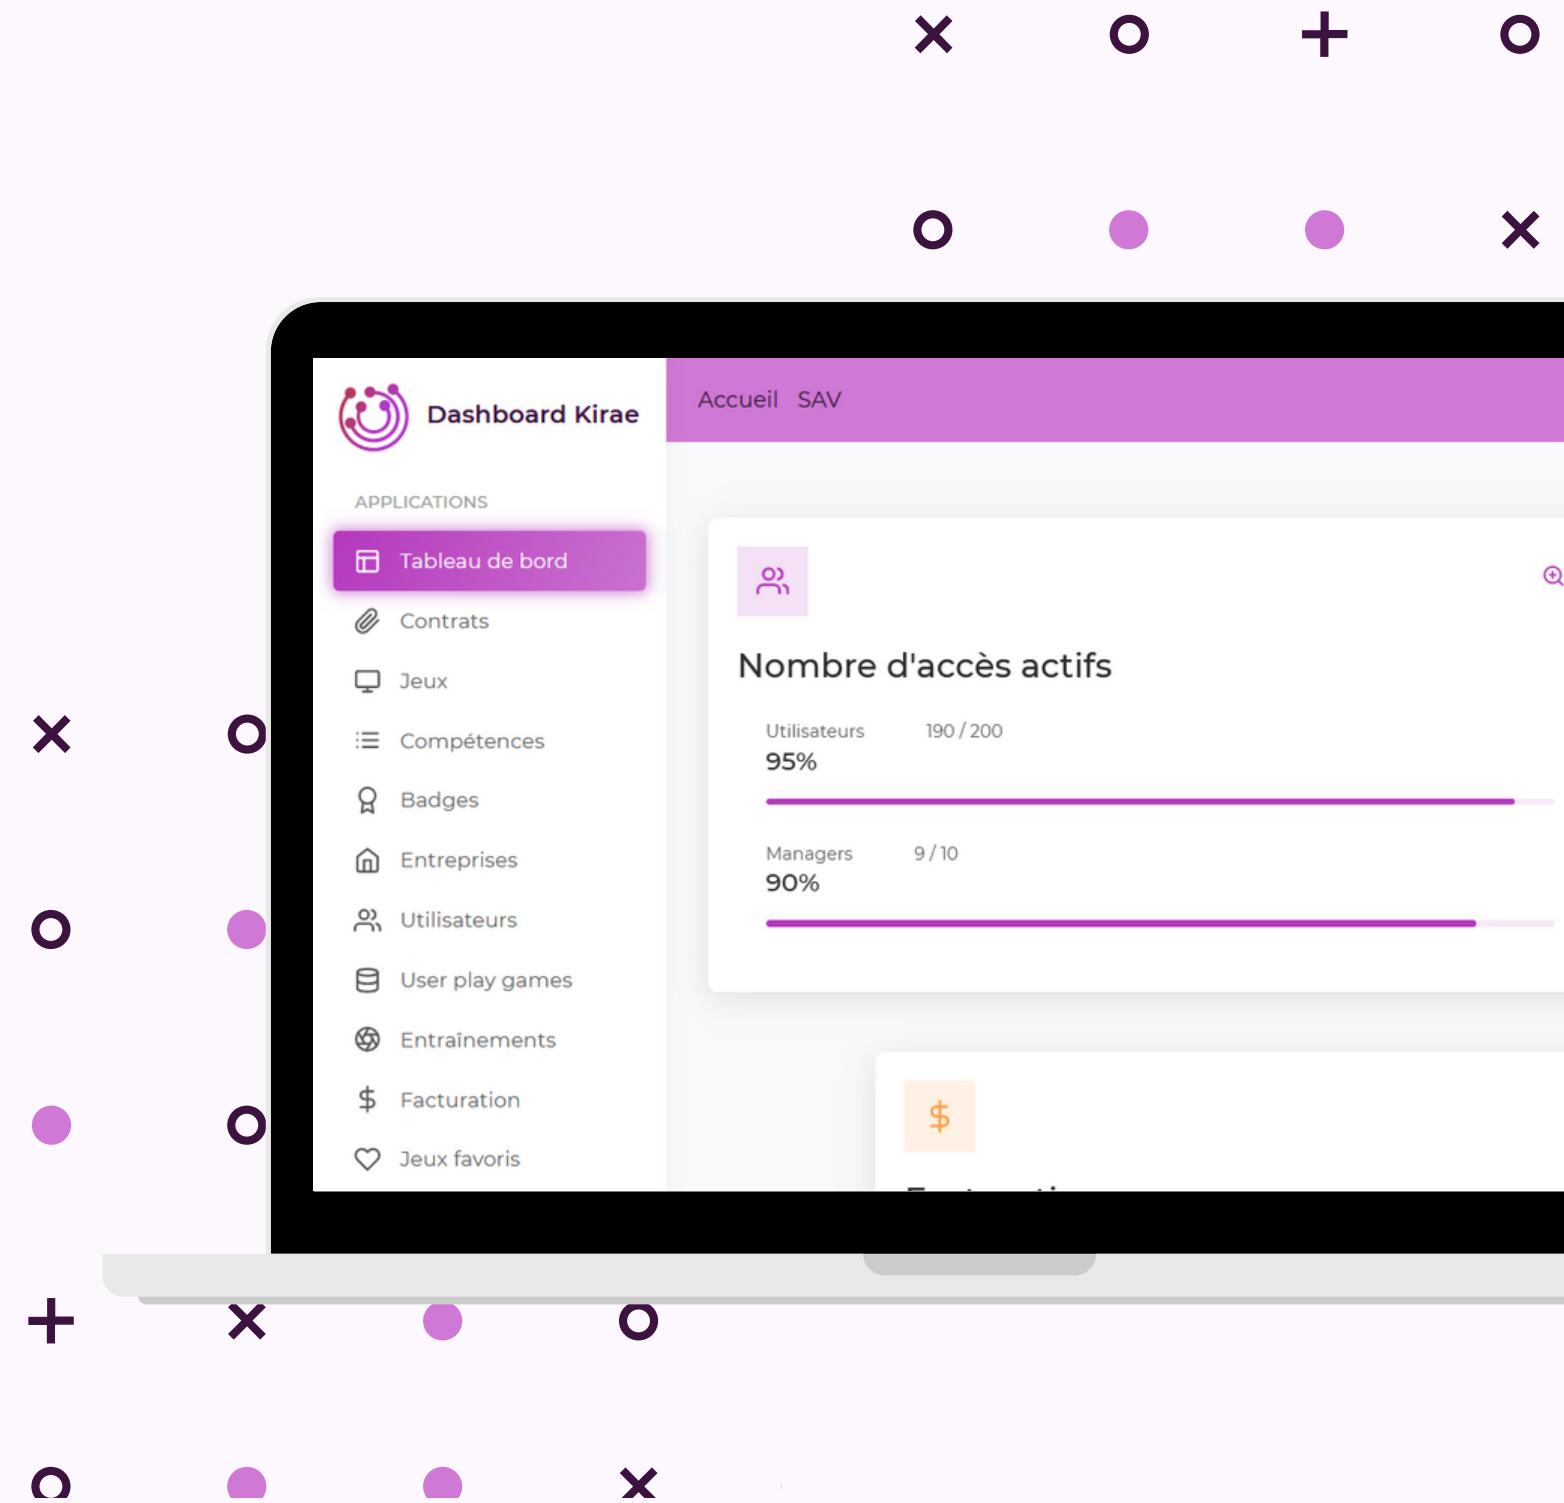 Dashboard Kirae
Accueil SAV
APPLICATIONS
Tableau de bord
Contrats
Jeux
Compétences
Badges
Entreprises
Utilisateurs
User play games
Entraînements
Facturation
Jeux favoris
Nombre d'accès actifs
Utilisateurs 190 / 200
95%
Managers 9 / 10
90%
$